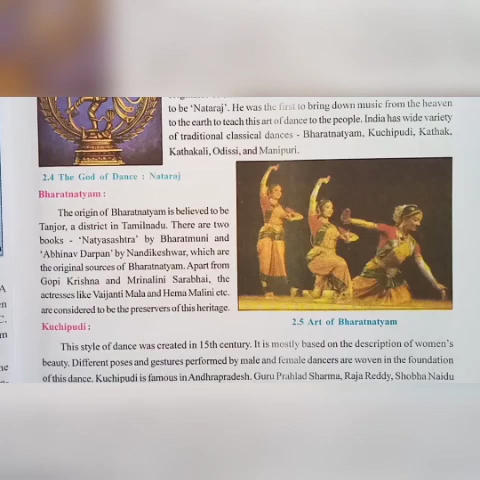 to be 'Nataraj'. He was the first to bring down music from the heaven
to the earth to teach this art of dance to the people. India has wide variety
of traditional classical dances - Bharatnatyam, Kuchipudi, Kathak,
Kathakali, Odissi, and Manipuri.
2.4 The God of Dance : Nataraj
Bharatnatyam :
The origin of Bharatnatyam is believed to be
Tanjor, a district in Tamilnadu. There are two
books - 'Natyasashtra' by Bharatmuni and
'Abhinav Darpan' by Nandikeshwar, which are
the original sources of Bharatnatyam. Apart from
Gopi Krishna and Mrinalini Sarabhai, the
actresses like Vaijanti Mala and Hema Malini etc.
are considered to be the preservers of this heritage.
2.5 Art of Bharatnatyam
Kuchipudi :
This style of dance was created in 15th century. It is mostly based on the description of women's
beauty. Different poses and gestures performed by male and female dancers are woven in the foundation
of this dance. Kuchipudi is famous in Andhrapradesh. Guru Prahlad Sharma, Raja Reddy, Shobha Naidu